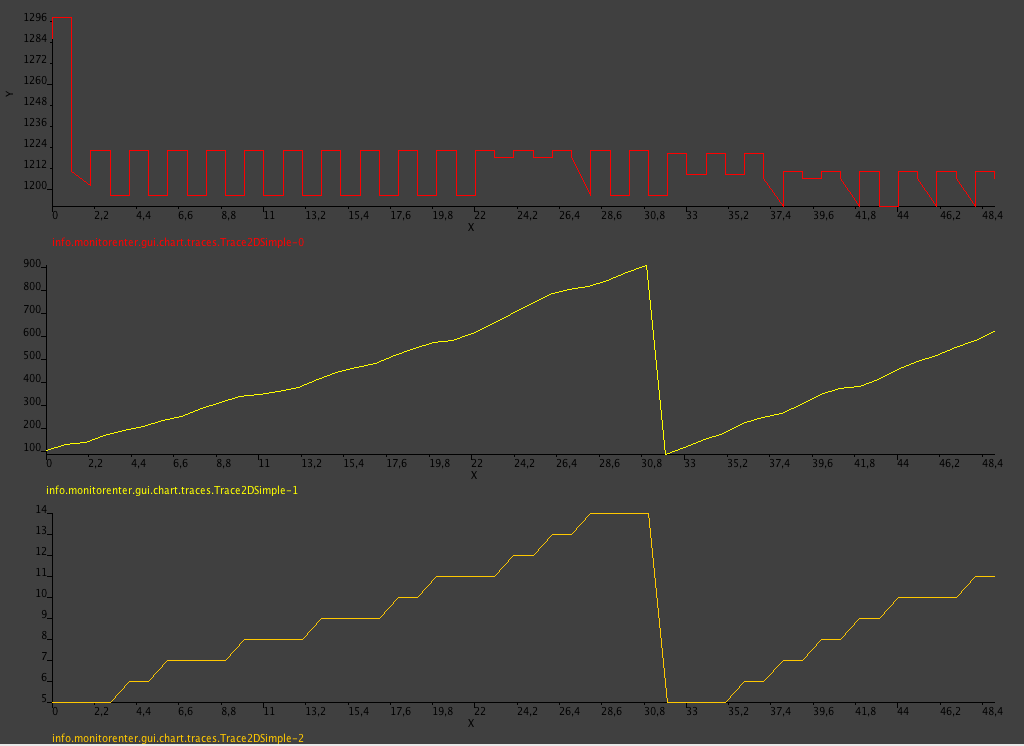 1296
1284
1272
1260
1248
1236
1224
1212
1200
Y
0 2,2 4,4 6,6 8,8 11 13,2 15,4 17,6 19,8 22 24,2 26,4 28,6 30,8 33 35,2 37,4 39,6 41,8 44 46,2 48,4
X
info.monitorenter.gui.chart.traces.Trace2DSimple-0
900
800
700
600
500
400
300
200
100
0 2,2 4,4 6,6 8,8 11 13,2 15,4 17,6 19,8 22 24,2 26,4 28,6 30,8 33 35,2 37,4 39,6 41,8 44 46,2 48,4
X
info.monitorenter.gui.chart.traces.Trace2DSimple-1
14
13
12
11
10
9
8
7
6
5
0 2,2 4,4 6,6 8,8 11 13,2 15,4 17,6 19,8 22 24,2 26,4 28,6 30,8 33 35,2 37,4 39,6 41,8 44 46,2 48,4
X
info.monitorenter.gui.chart.traces.Trace2DSimple-2